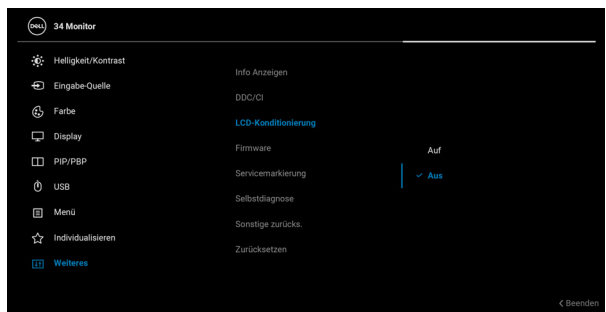 DELL 34 Monitor
Helligkeit/Kontrast
Eingabe-Quelle
Farbe
Display
PIP/PBP
USB
Menü
Individualisieren
Weiteres
Info Anzeigen
DDC/CI
LCD-Konditionierung
Firmware
Servicemarkierung
Selbstdiagnose
Sonstige zurücks.
Zurücksetzen
Auf
Aus
Beenden